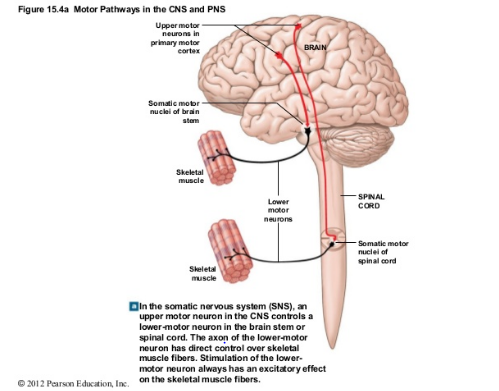 Figure 15.4a Motor Pathways in the CNS and PNS
Upper motor
neurons in
primary motor
cortex
BRAIN
Somatic motor
nuclei of brain
stem
Skeletal
muscle
Lower
motor
neurons
SPINAL
CORD
Somatic motor
nuclei of
spinal cord
Skeletal
muscle
a In the somatic nervous system (SNS), an
upper motor neuron in the CNS controls a
lower-motor neuron in the brain stem or
spinal cord. The axon of the lower-motor
neuron has direct control over skeletal
muscle fibers. Stimulation of the lower-
motor neuron always has an excitatory effect
on the skeletal muscle fibers.
© 2012 Pearson Education, Inc.